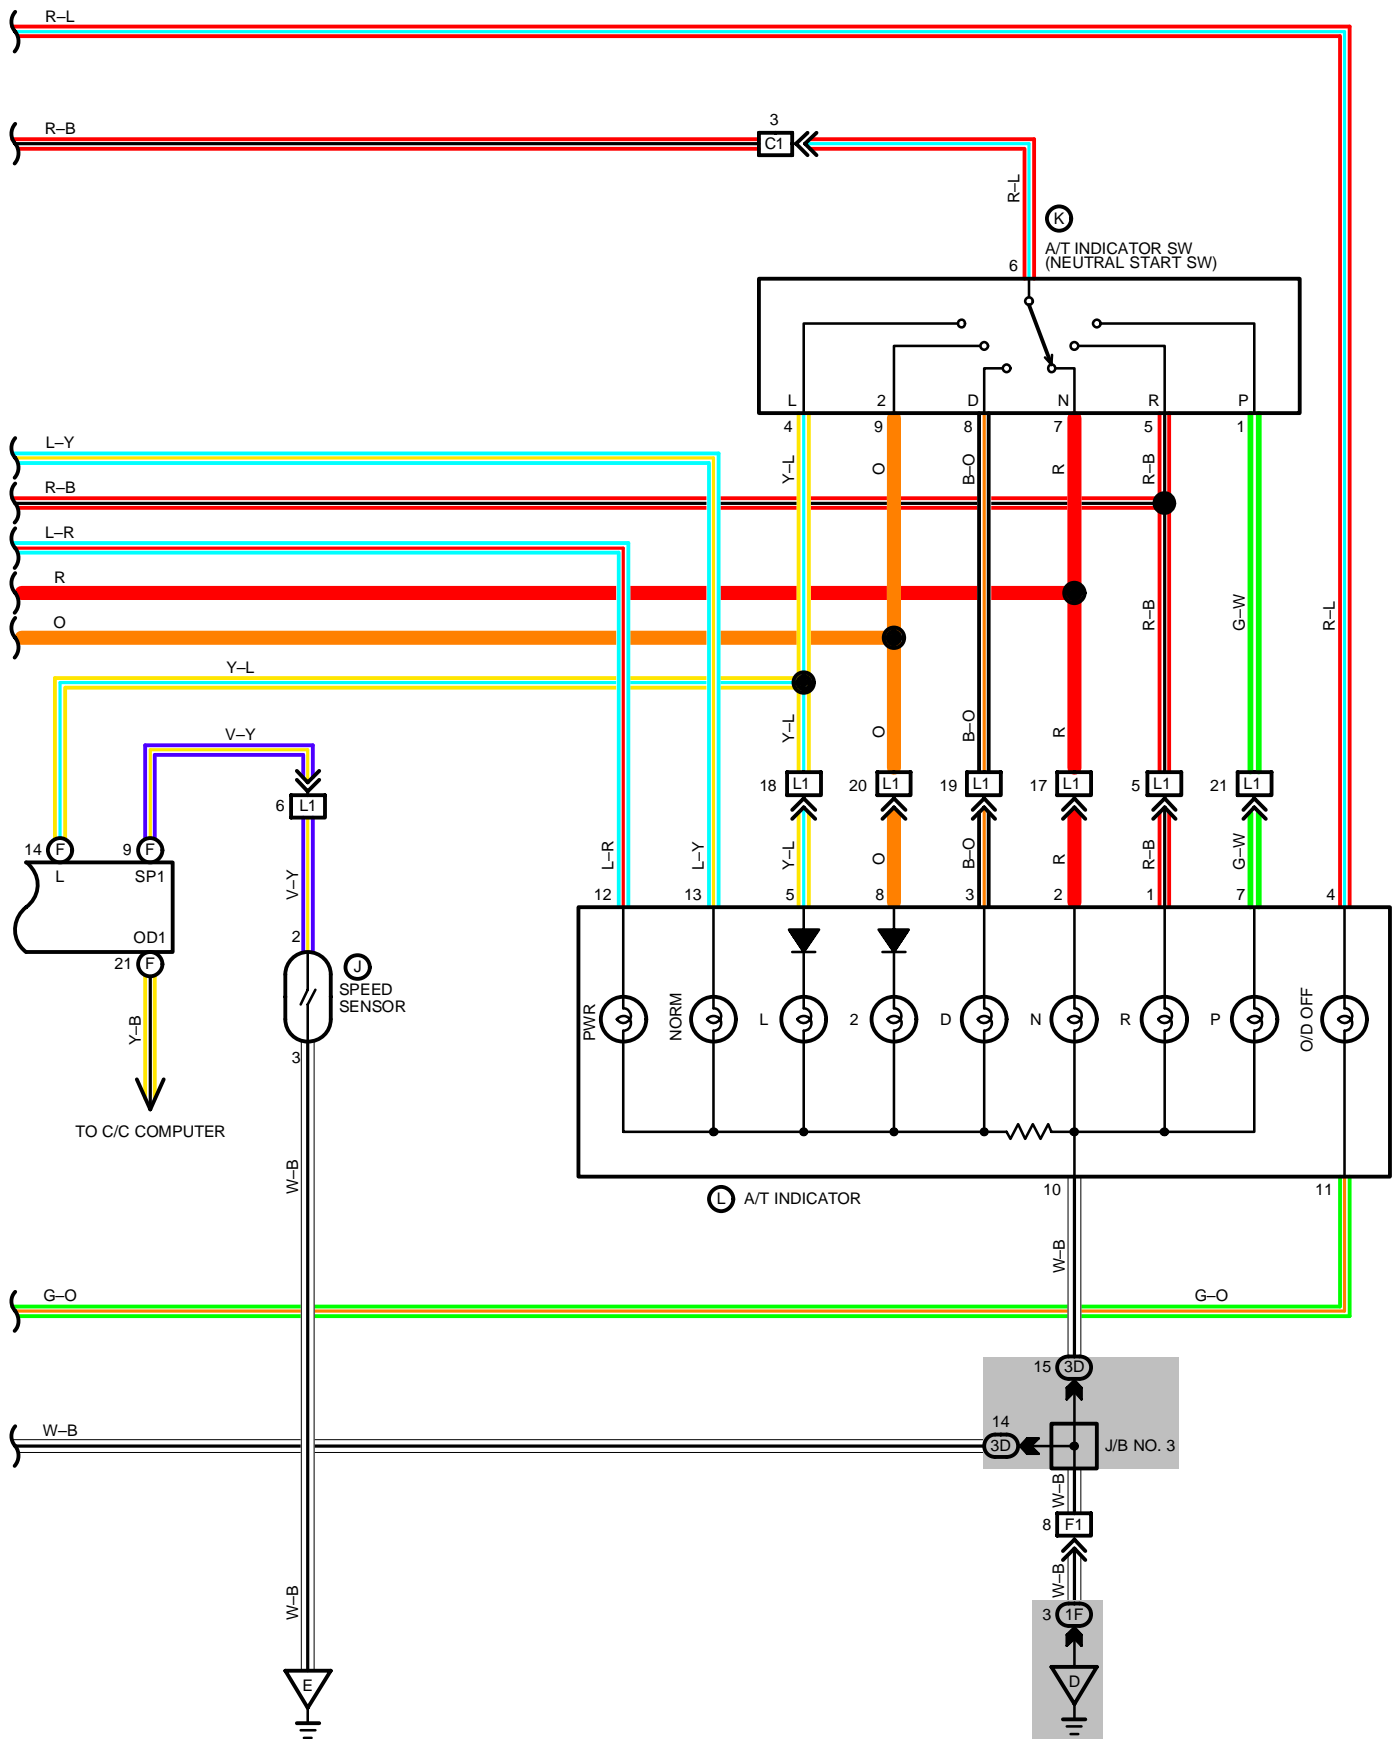 R–L
R–B
3
C1
R–L
K
A/T INDICATOR SW
(NEUTRAL START SW)
6
L 2 D N R P
4 9 8 7 5 1
Y–L O B–O R R–B
L–Y
R–B
L–R
R
O
R–B G–W R–L
Y–L
V–Y
Y–L O B–O R
18 L1 20 L1 19 L1 17 L1 5 L1 21 L1
6 L1
14 F 9 F
L SP1
V–Y
L–R L–Y Y–L O B–O R R–B G–W
12 13 5 8 3 2 1 7 4
OD1
21 F
2
J
SPEED
SENSOR
Y–B
3
PWR NORM L 2 D N R P O/D OFF
TO C/C COMPUTER
W–B
L A/T INDICATOR
10 11
W–B
G–O G–O
15 3D
14
W–B
3D
J/B NO. 3
W–B
8 F1
W–B
W–B
3 1F
E
D